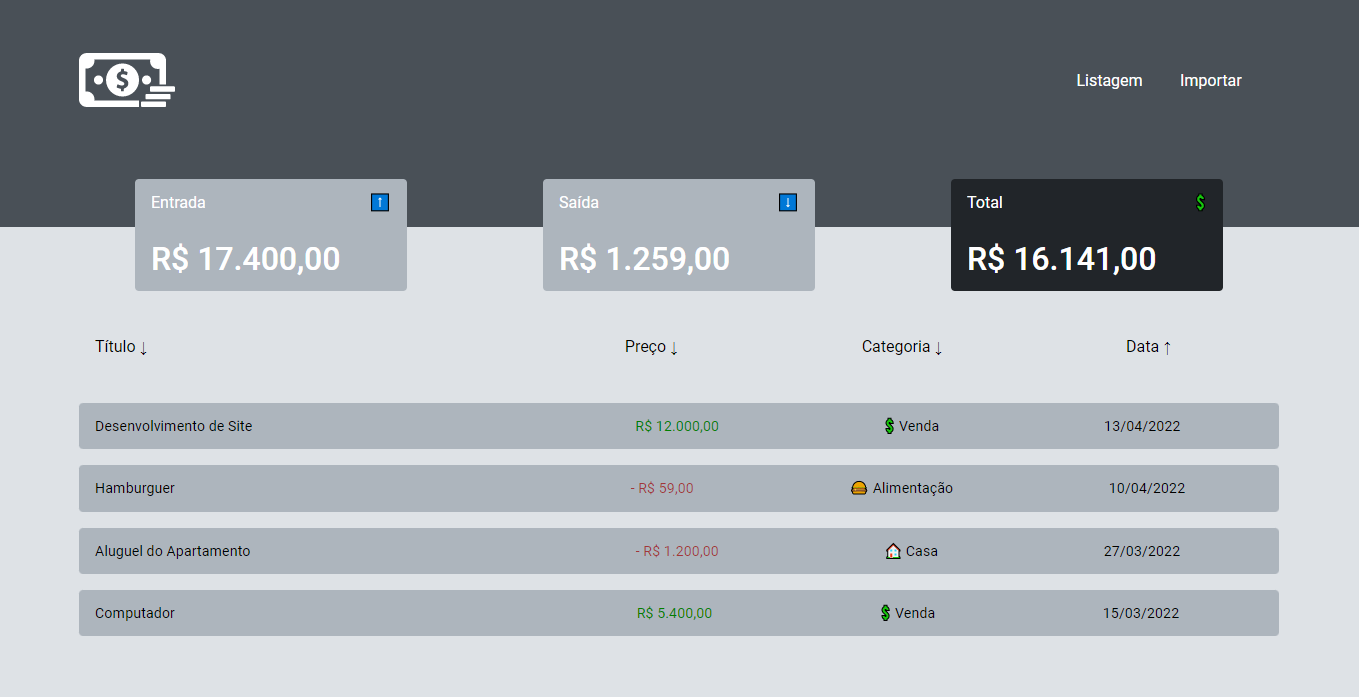 $
Listagem Importar
Entrada ↑ Saída ↓ Total $
R$ 17.400,00 R$ 1.259,00 R$ 16.141,00
Título ↓ Preço ↓ Categoria ↓ Data ↑
Desenvolvimento de Site R$ 12.000,00 $ Venda 13/04/2022
Hamburguer - R$ 59,00 Alimentação 10/04/2022
Aluguel do Apartamento - R$ 1.200,00 Casa 27/03/2022
Computador R$ 5.400,00 $ Venda 15/03/2022